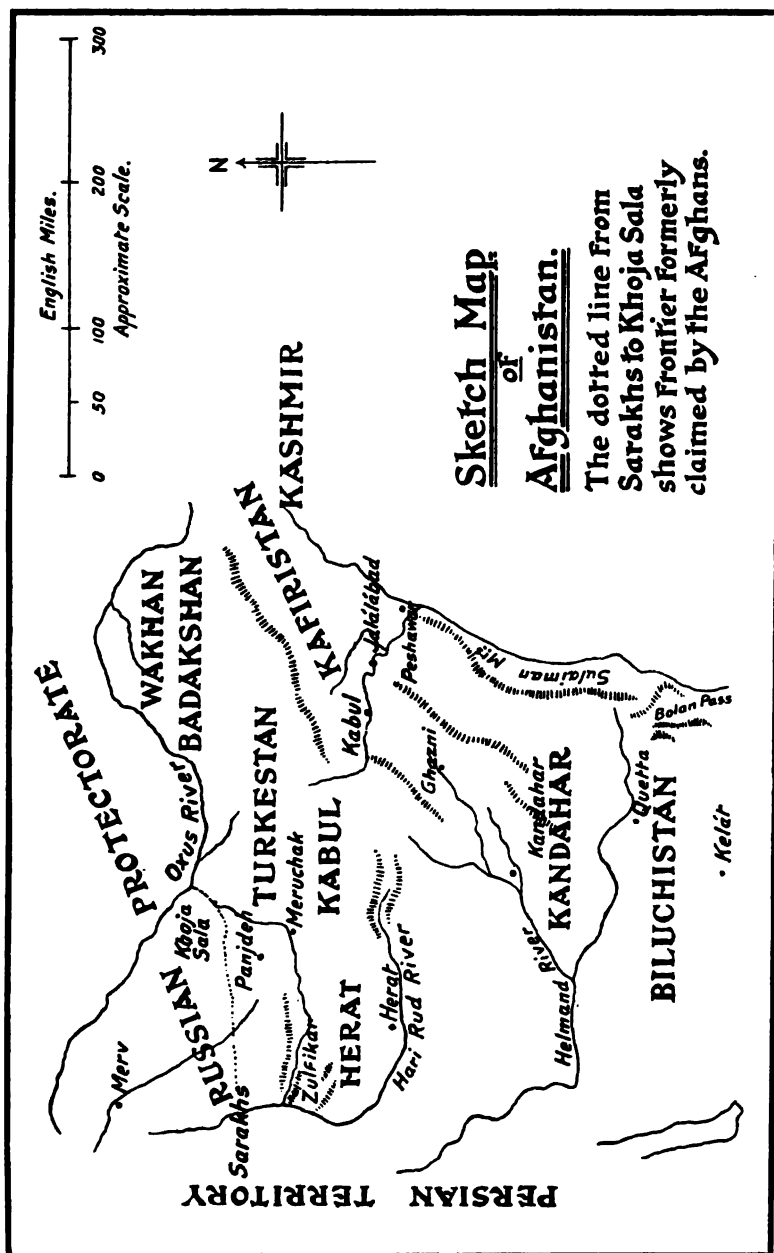 English Miles.
0 50 100 200 300
Approximate Scale.
N
Sketch Map
of
Afghanistan.
The dotted line from
Sarakhs to Khoja Sala
shows Frontier Formerly
claimed by the Afghans.
RUSSIAN PROTECTORATE
Merv
Sarakhs
Khoja
Sala
Oxus River
WAKHAN
BADAKSHAN
Panjdeh
TURKESTAN
Meruchak
KABUL
KAFIRISTAN
KASHMIR
Zulfikar
HERAT
Herat
Hari Rud River
Kabul
Jalálábad
Peshawar
Ghazni
Sulaiman Mts.
Kandahar
KANDAHAR
Helmand River
Quetta
Bolan Pass
BILUCHISTAN
Kelát
PERSIAN TERRITORY